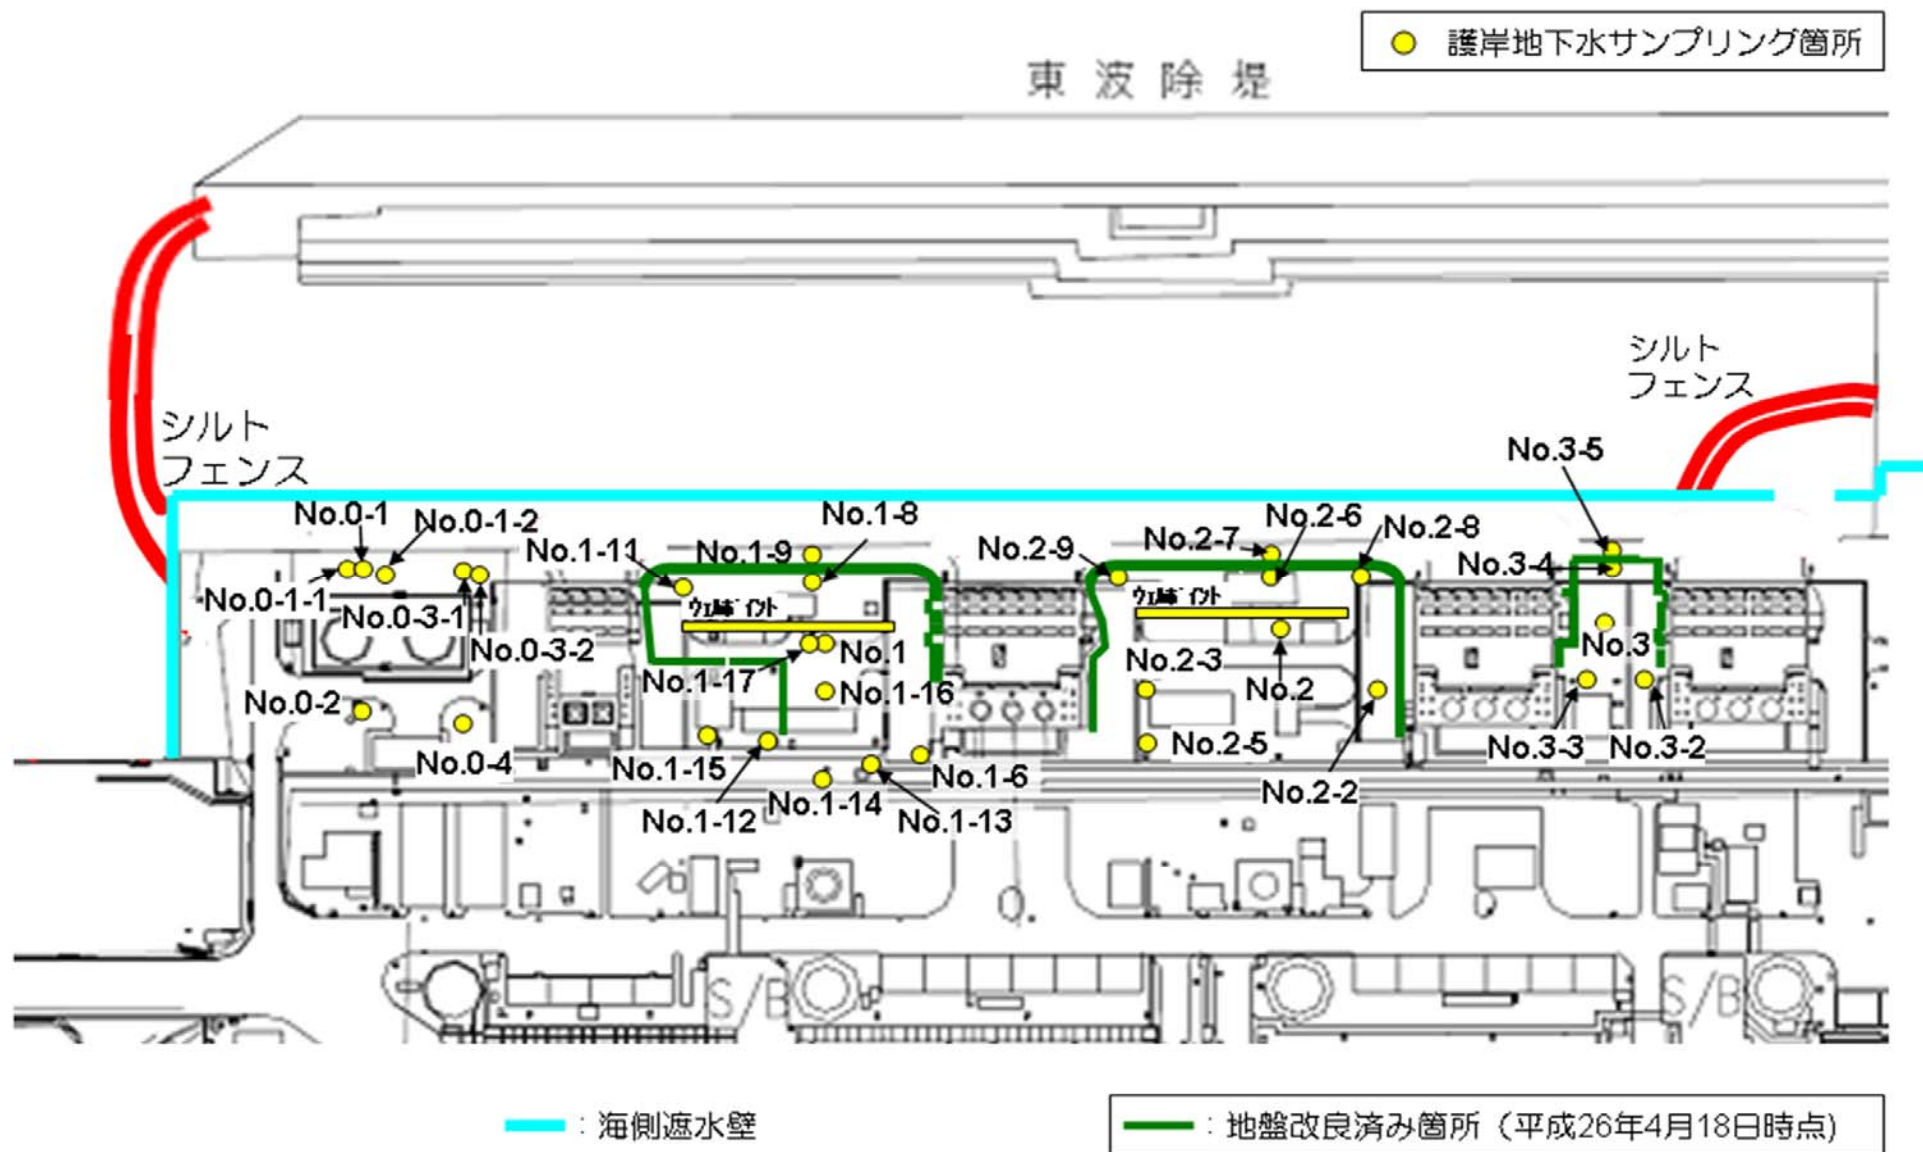 護岸地下水サンプリング箇所
東波除堤
シルト
フェンス
シルト
フェンス
No.3-5
No.0-1
No.0-1-2
No.1-8
No.2-6
No.2-8
No.1-11
No.1-9
No.2-9
No.2-7
No.3-4
No.0-1-1
No.0-3-1
ウェルポイント
ウェルポイント
No.0-3-2
No.1
No.3
No.1-17
No.2-3
No.2
No.1-16
No.0-2
No.0-4
No.1-15
No.1-6
No.2-5
No.3-3
No.3-2
No.2-2
No.1-14
No.1-12
No.1-13
S/B
S/B
:海側遮水壁
:地盤改良済み箇所(平成26年4月18日時点)